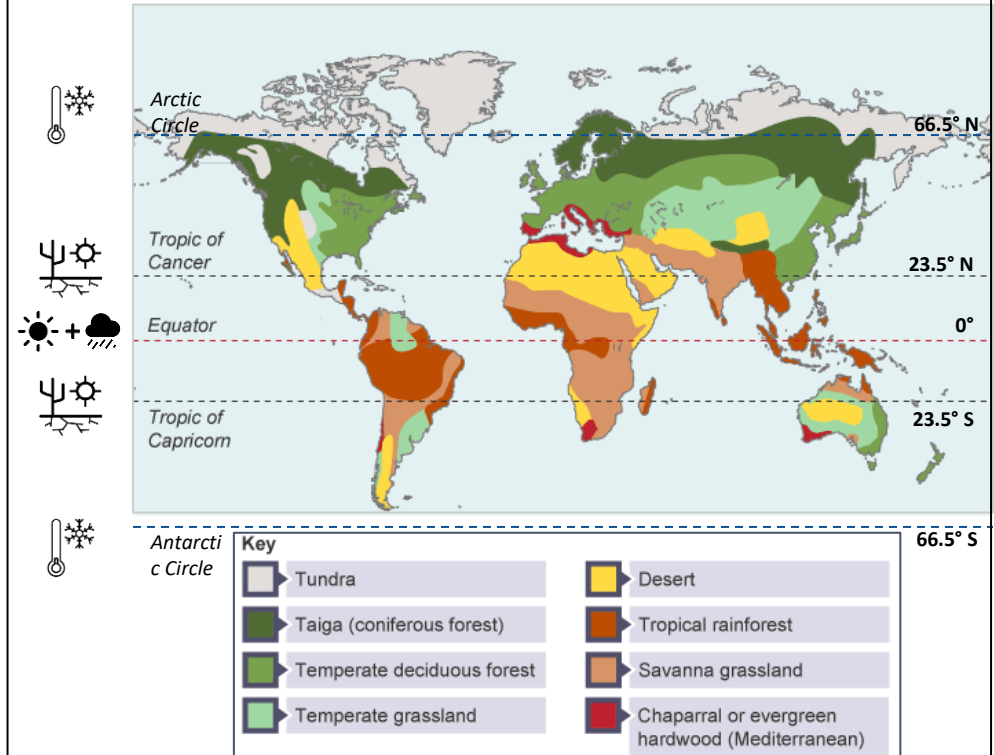 Arctic
Circle
66.5° N
Tropic of
Cancer
23.5° N
Equator
0°
Tropic of
Capricorn
23.5° S
Antarcti
c Circle
66.5° S
Key
Tundra
Desert
Taiga (coniferous forest)
Tropical rainforest
Temperate deciduous forest
Savanna grassland
Temperate grassland
Chaparral or evergreen
hardwood (Mediterranean)